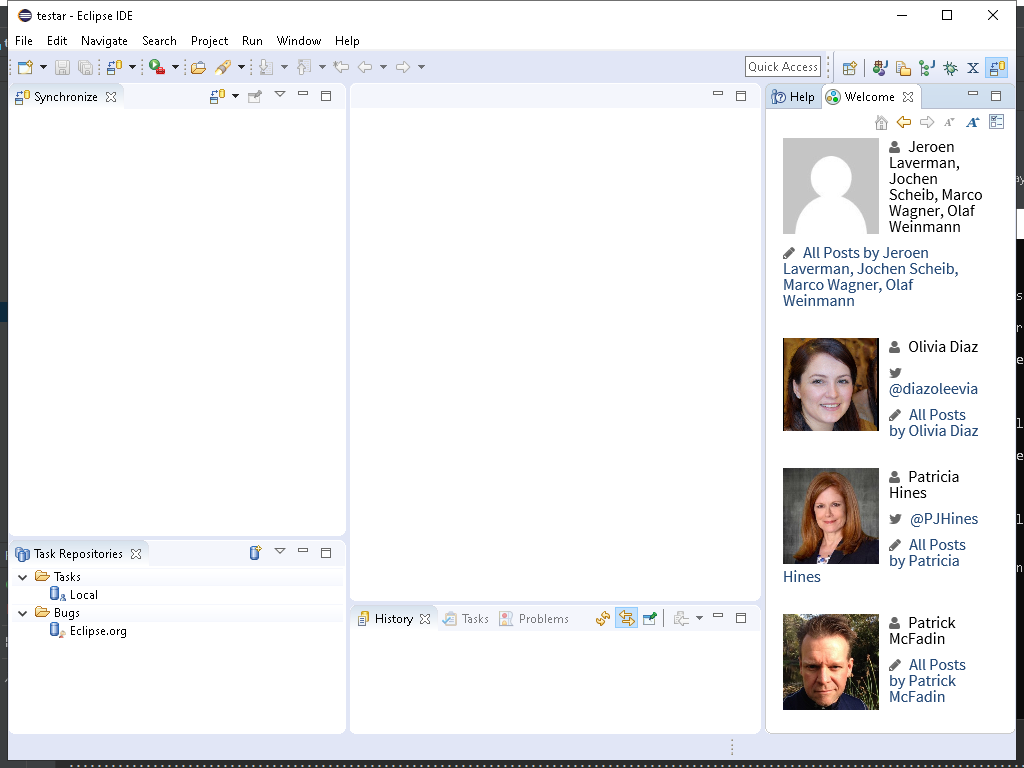 testar - Eclipse IDE
File Edit Navigate Search Project Run Window Help
Quick Access
Synchronize
Help Welcome
Jeroen
Laverman,
Jochen
Scheib, Marco
Wagner, Olaf
Weinmann
All Posts by Jeroen
Laverman, Jochen Scheib,
Marco Wagner, Olaf
Weinmann
Olivia Diaz
@diazoleevia
All Posts
by Olivia Diaz
Patricia
Hines
@PJHines
All Posts
by Patricia
Hines
Patrick
McFadin
All Posts
by Patrick
McFadin
Task Repositories
Tasks
Local
Bugs
Eclipse.org
History Tasks Problems